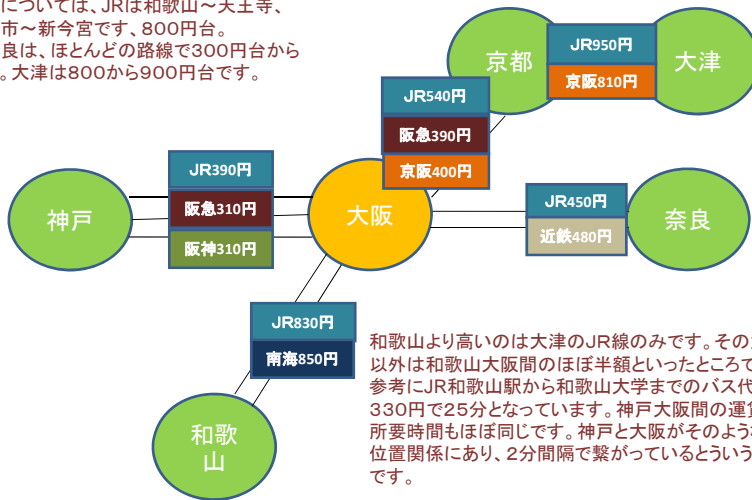 については、JRは和歌山～天王寺、
市～新今宮です、800円台。
良は、ほとんどの路線で300円台から
。大津は800から900円台です。
京都
JR950円
京阪810円
大津
JR540円
阪急390円
京阪400円
神戸
JR390円
阪急310円
阪神310円
大阪
JR450円
近鉄480円
奈良
JR830円
南海850円
和歌
山
和歌山より高いのは大津のJR線のみです。その
以外は和歌山大阪間のほぼ半額といったところで
参考にJR和歌山駅から和歌山大学までのバス代
330円で25分となっています。神戸大阪間の運賃
所要時間もほぼ同じです。神戸と大阪がそのような
位置関係にあり、2分間隔で繋がっているとういう
です。